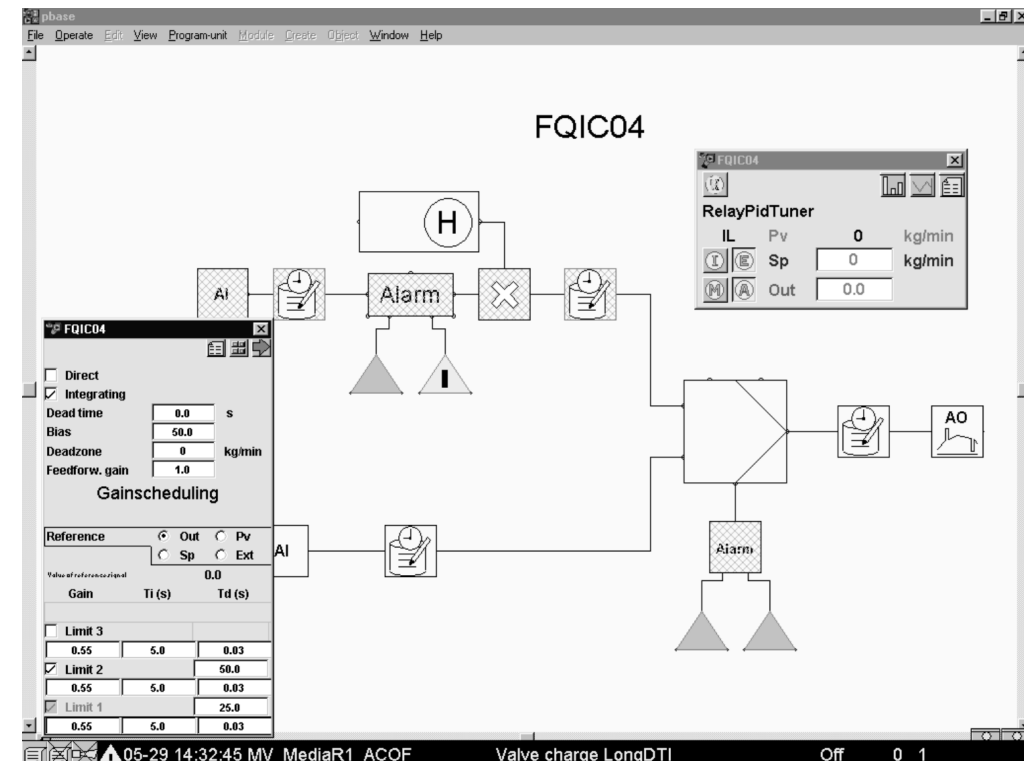 pbase
File Operate Edit View Program-unit Module Create Object Window Help
FQIC04
FQIC04
RelayPidTuner
IL Pv 0 kg/min
I E Sp 0 kg/min
M A Out 0.0
H
AI
Alarm
I
FQIC04
Direct
Integrating
Dead time 0.0 s
Bias 50.0
Deadzone 0 kg/min
Feedforw. gain 1.0
Gainscheduling
Reference Out Pv
Sp Ext
Value of reference signal 0.0
Gain Ti (s) Td (s)
Limit 3
0.55 5.0 0.03
Limit 2 50.0
0.55 5.0 0.03
Limit 1 25.0
0.55 5.0 0.03
AI
AO
Alarm
05-29 14:32:45 MV MediaR1 ACOF Valve charge LongDTI Off 0 1